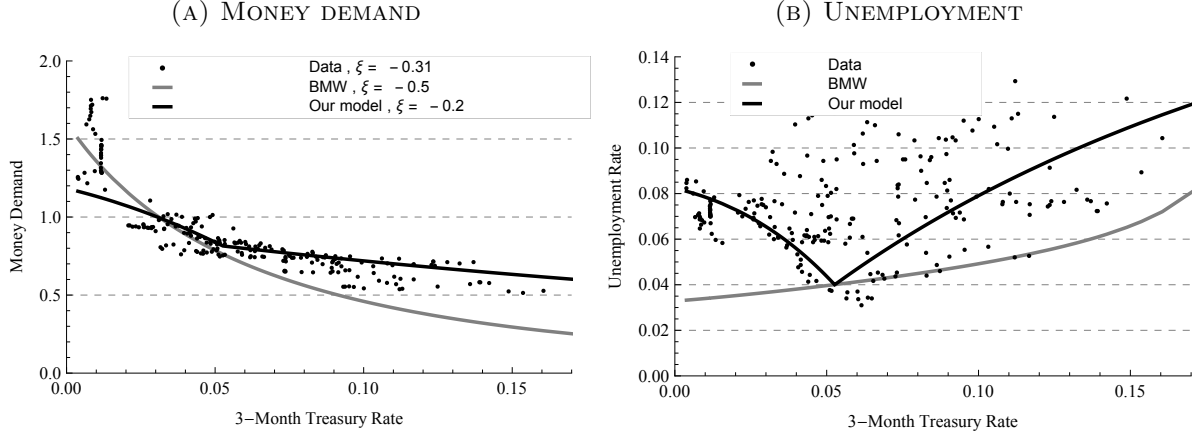 (A) MONEY DEMAND
2.0
1.5
1.0
0.5
0.0
Money Demand
Data , ξ = −0.31
BMW , ξ = −0.5
Our model , ξ = −0.2
0.00 0.05 0.10 0.15
3−Month Treasury Rate
(B) UNEMPLOYMENT
0.14
0.12
0.10
0.08
0.06
0.04
0.02
0.00
Unemployment Rate
Data
BMW
Our model
0.00 0.05 0.10 0.15
3−Month Treasury Rate